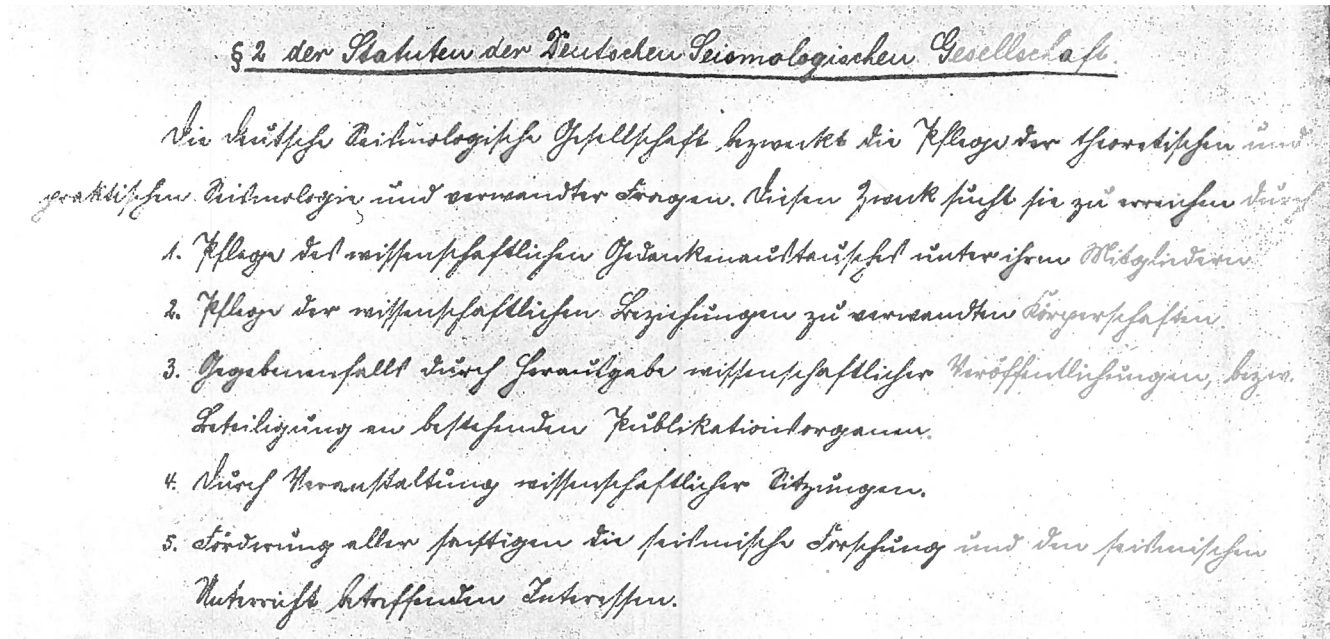 § 2 der Statuten der Deutschen Seismologischen Gesellschaft.
Die deutsche Seismologische Gesellschaft bezweckt die Pflege der theoretischen und
praktischen Seismologie und verwandter Fragen. Diesen Zweck sucht sie zu erreichen durch
1. Pflege des wissenschaftlichen Gedankenaustausches unter ihren Mitgliedern
2. Pflege der wissenschaftlichen Beziehungen zu verwandten Körperschaften
3. Gegebenenfalls durch Herausgabe wissenschaftlicher Veröffentlichungen, bezw.
Beteiligung an bestehenden Publikationsorganen.
4. Durch Veranstaltung wissenschaftlicher Sitzungen.
5. Förderung aller sonstigen die seismische Forschung und den seismischen
Unterricht betreffenden Interessen.